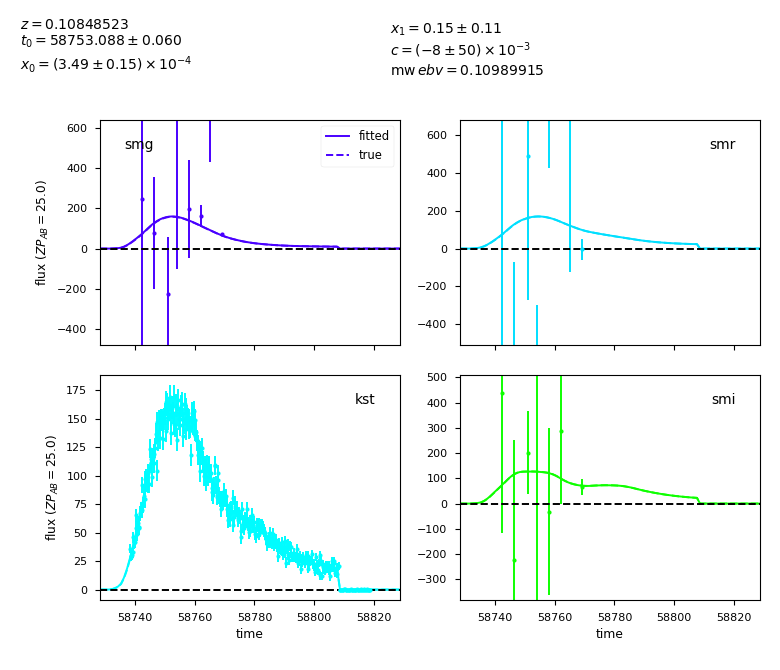 z = 0.10848523
t₀ = 58753.088 ± 0.060
x₀ = (3.49 ± 0.15) × 10⁻⁴
x₁ = 0.15 ± 0.11
c = (−8 ± 50) × 10⁻³
mw ebv = 0.10989915
600
400
200
0
−200
−400
flux (ZP_AB = 25.0)
smg
fitted
true
600
400
200
0
−200
−400
smr
175
150
125
100
75
50
25
0
flux (ZP_AB = 25.0)
kst
58740 58760 58780 58800 58820
time
500
400
300
200
100
0
−100
−200
−300
smi
58740 58760 58780 58800 58820
time